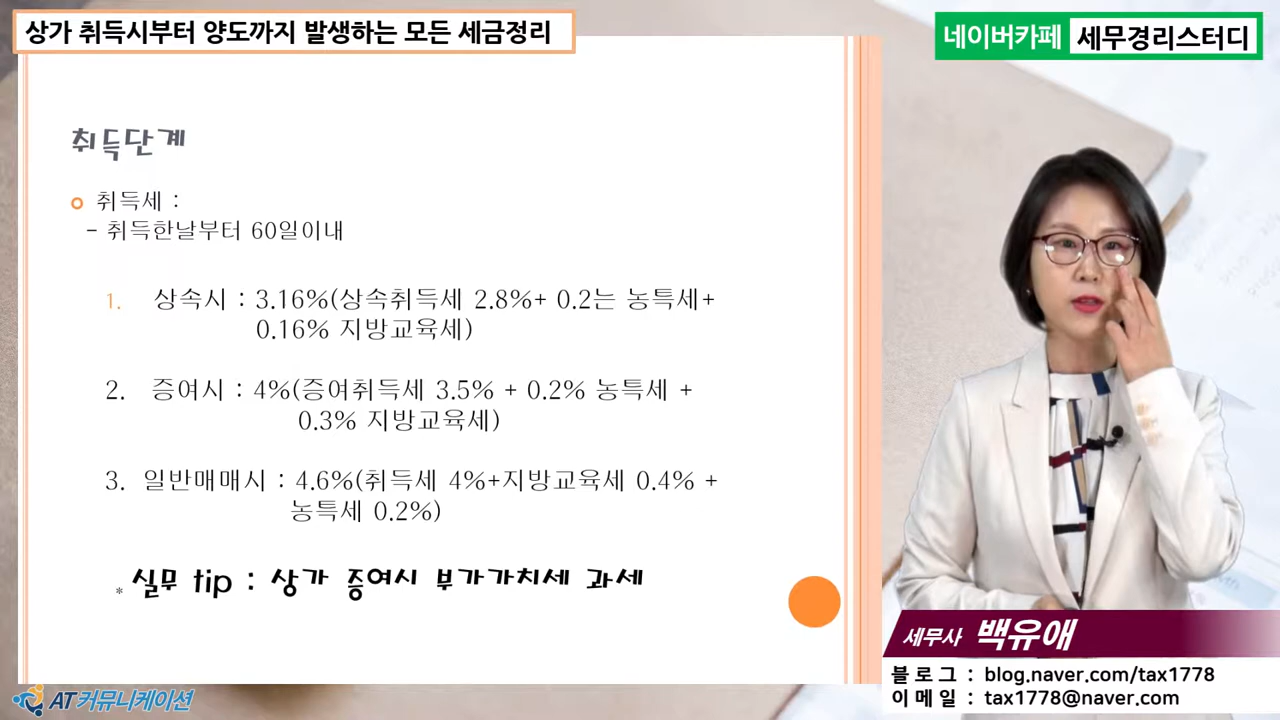 상가 취득시부터 양도까지 발생하는 모든 세금정리
네이버카페 세무경리스터디
취득단계
취득세 :
- 취득한날부터 60일이내
1. 상속시 : 3.16%(상속취득세 2.8%+ 0.2는 농특세+
0.16% 지방교육세)
2. 증여시 : 4%(증여취득세 3.5% + 0.2% 농특세 +
0.3% 지방교육세)
3. 일반매매시 : 4.6%(취득세 4%+지방교육세 0.4% +
농특세 0.2%)
* 실무 tip : 상가 증여시 부가가치세 과세
세무사 백유애
블로그 : blog.naver.com/tax1778
이메일 : tax1778@naver.com
AT커뮤니케이션